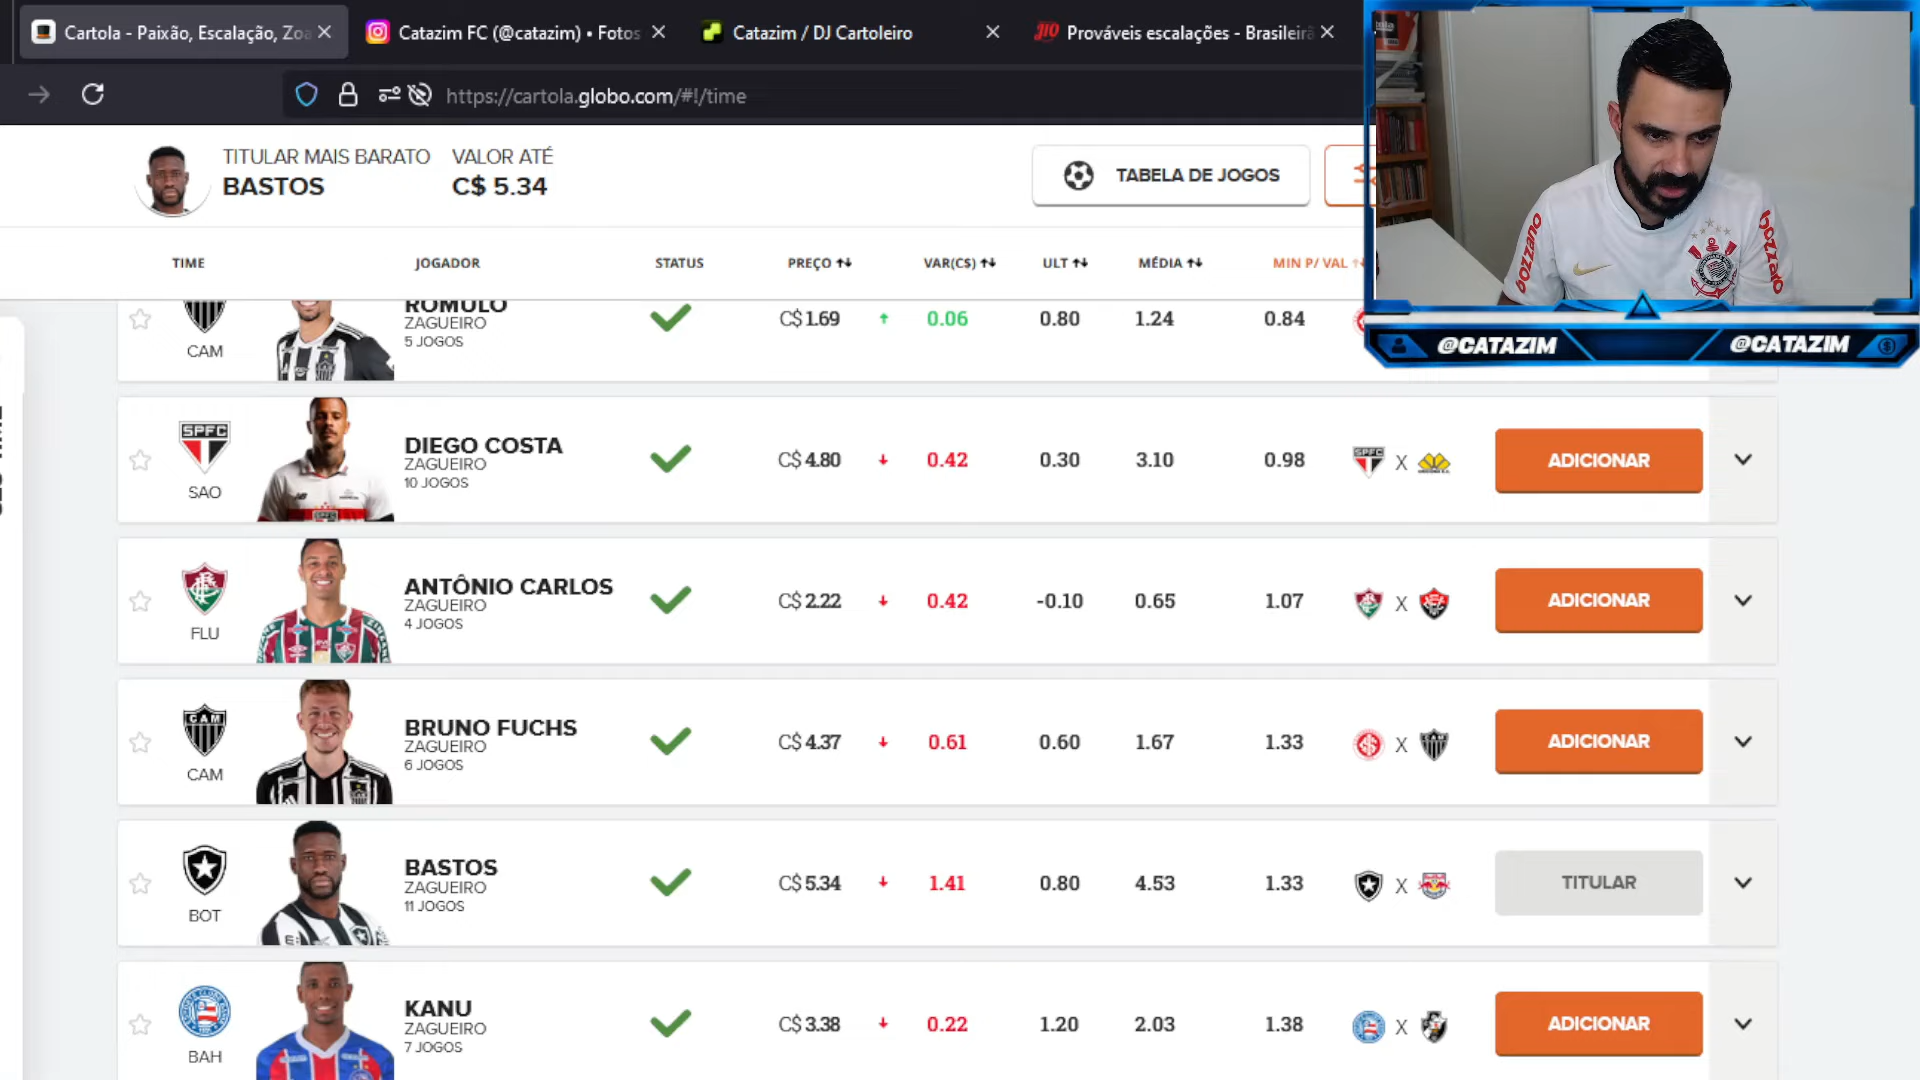 Cartola - Paixão, Escalação, Zoa
Catazim FC (@catazim) • Fotos
Catazim / DJ Cartoleiro
Prováveis escalações - Brasileirã
https://cartola.globo.com/#!/time
TITULAR MAIS BARATO
BASTOS
VALOR ATÉ
C$ 5.34
TABELA DE JOGOS
TIME JOGADOR STATUS PREÇO VAR(C$) ULT MÉDIA MIN P/ VAL
CAM
ROMULO
ZAGUEIRO
5 JOGOS
C$ 1.69 0.06 0.80 1.24 0.84
SAO
DIEGO COSTA
ZAGUEIRO
10 JOGOS
C$ 4.80 0.42 0.30 3.10 0.98
SPFC X
ADICIONAR
FLU
ANTÔNIO CARLOS
ZAGUEIRO
4 JOGOS
C$ 2.22 0.42 -0.10 0.65 1.07
X
ADICIONAR
CAM
BRUNO FUCHS
ZAGUEIRO
6 JOGOS
C$ 4.37 0.61 0.60 1.67 1.33
X
ADICIONAR
BOT
BASTOS
ZAGUEIRO
11 JOGOS
C$ 5.34 1.41 0.80 4.53 1.33
X
TITULAR
BAH
KANU
ZAGUEIRO
7 JOGOS
C$ 3.38 0.22 1.20 2.03 1.38
X
ADICIONAR
bozzano
bozzano
@CATAZIM
@CATAZIM